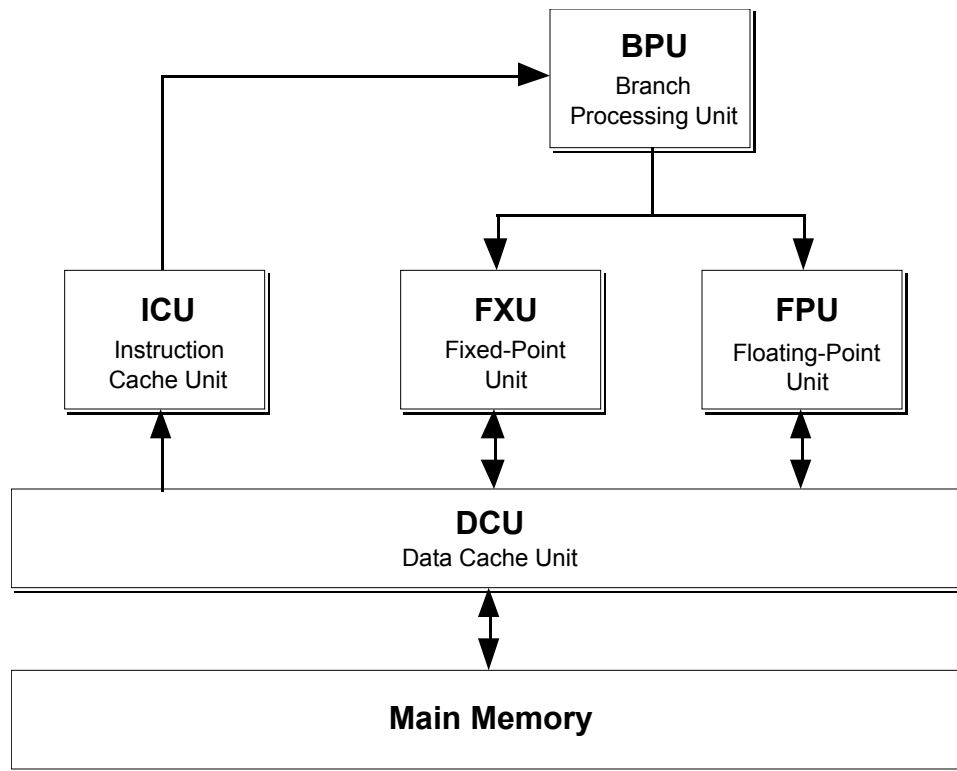 BPU
Branch
Processing Unit
ICU
Instruction
Cache Unit
FXU
Fixed-Point
Unit
FPU
Floating-Point
Unit
DCU
Data Cache Unit
Main Memory